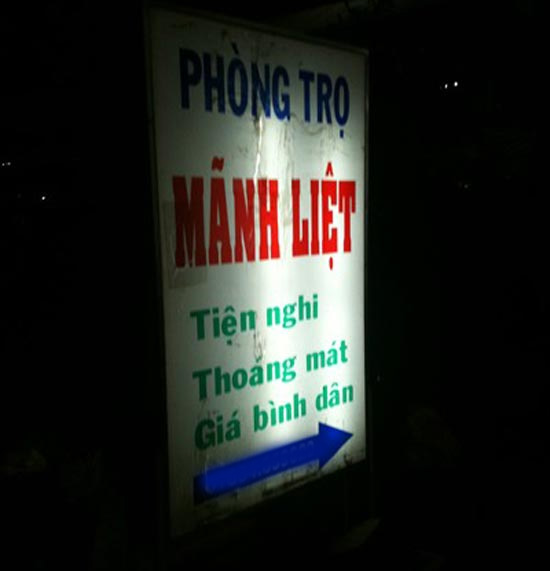 PHÒNG TRỌ
MÃNH LIỆT
Tiện nghi
Thoáng mát
Giá bình dân